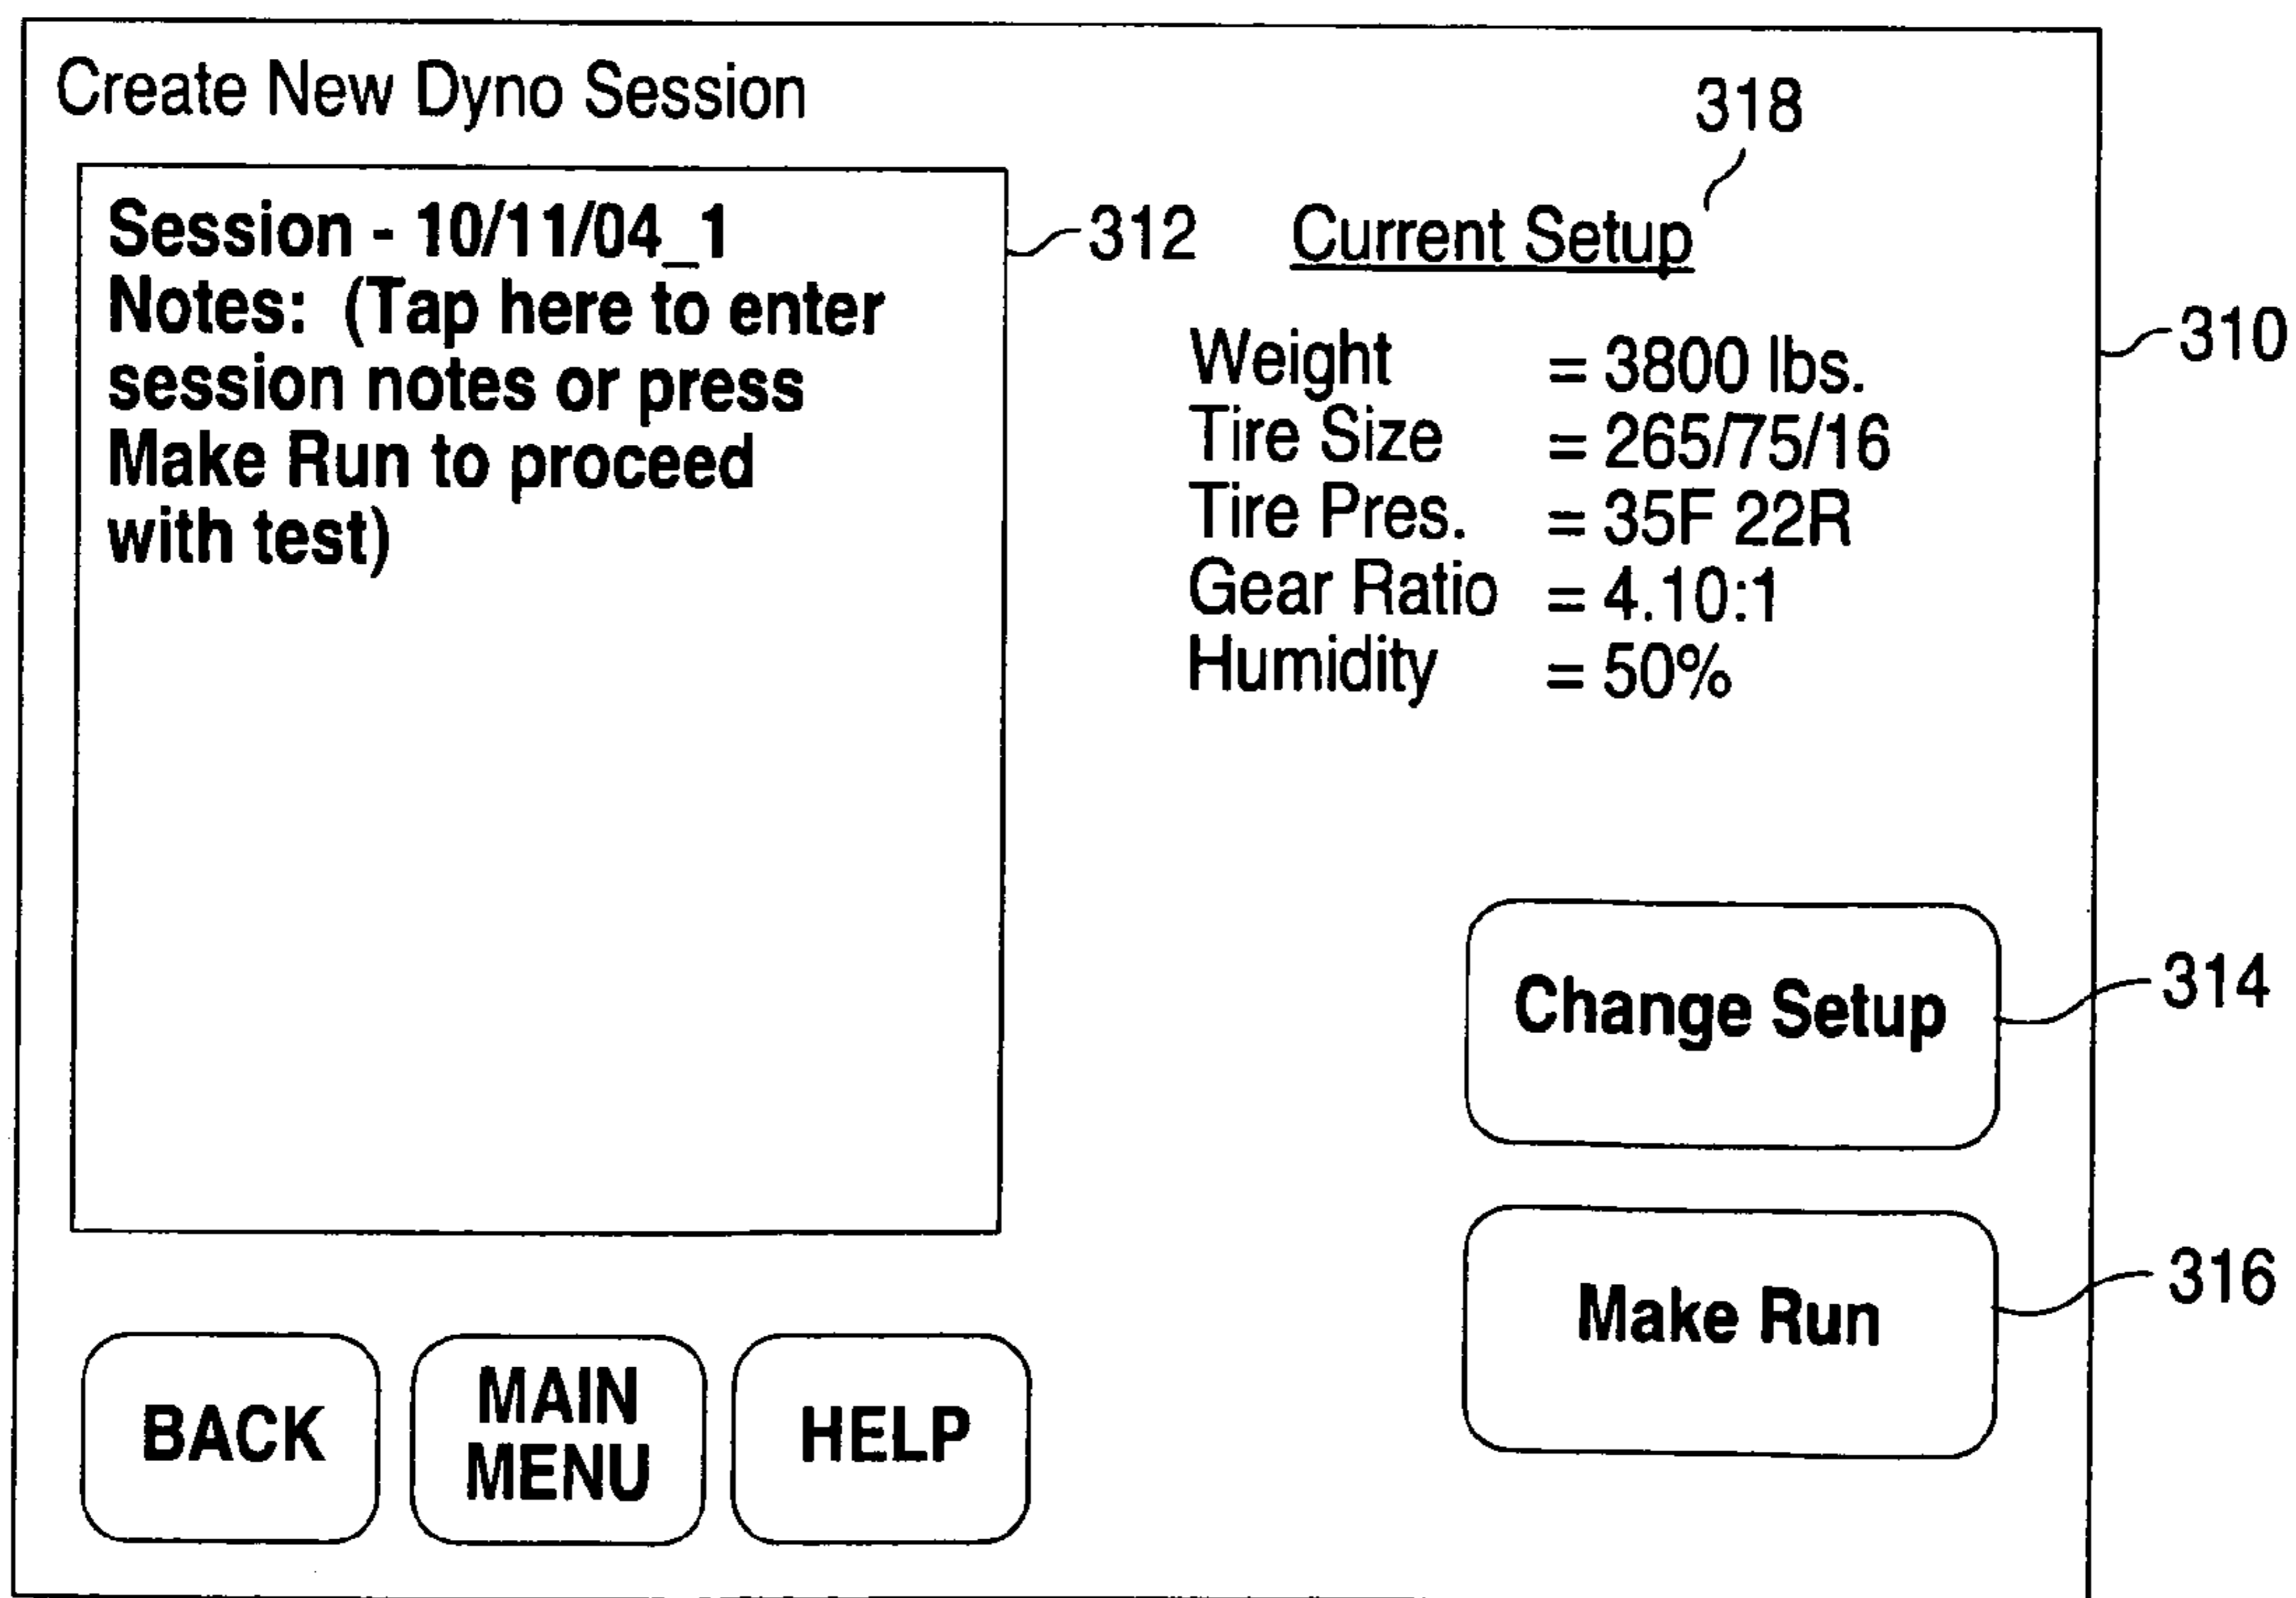 Create New Dyno Session
318
Session - 10/11/04_1
Notes: (Tap here to enter
session notes or press
Make Run to proceed
with test)
312
Current Setup
310
Weight = 3800 lbs.
Tire Size = 265/75/16
Tire Pres. = 35F 22R
Gear Ratio = 4.10:1
Humidity = 50%
Change Setup
314
Make Run
316
BACK
MAIN
MENU
HELP